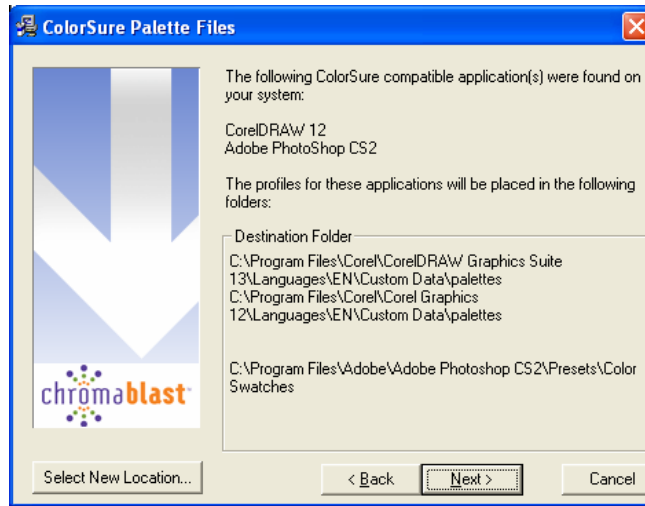 ColorSure Palette Files
The following ColorSure compatible application(s) were found on
your system:
CorelDRAW 12
Adobe PhotoShop CS2
The profiles for these applications will be placed in the following
folders:
Destination Folder
C:\Program Files\Corel\CorelDRAW Graphics Suite
13\Languages\EN\Custom Data\palettes
C:\Program Files\Corel\Corel Graphics
12\Languages\EN\Custom Data\palettes
C:\Program Files\Adobe\Adobe Photoshop CS2\Presets\Color
Swatches
chromablast
Select New Location...
< Back
Next >
Cancel